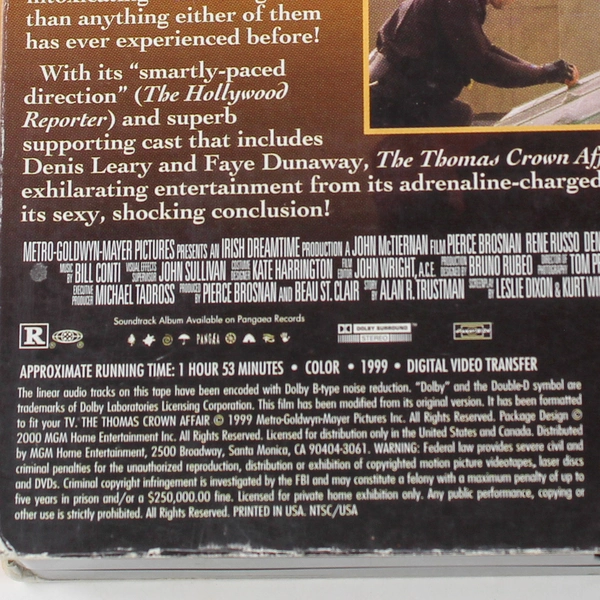 than anything either of them
has ever experienced before!
With its “smartly-paced
direction” (The Hollywood
Reporter) and superb
supporting cast that includes
Denis Leary and Faye Dunaway, The Thomas Crown Aff
exhilarating entertainment from its adrenaline-charged
its sexy, shocking conclusion!
METRO-GOLDWYN-MAYER PICTURES PRESENTS AN IRISH DREAMTIME PRODUCTION A JOHN McTIERNAN FILM PIERCE BROSNAN RENE RUSSO DEN
MUSIC BY BILL CONTI VISUAL EFFECTS SUPERVISOR JOHN SULLIVAN COSTUME DESIGNER KATE HARRINGTON FILM EDITOR JOHN WRIGHT, A.C.E. PRODUCTION DESIGNED BY BRUNO RUBEO DIRECTOR OF PHOTOGRAPHY TOM P
EXECUTIVE PRODUCER MICHAEL TADROSS PRODUCED BY PIERCE BROSNAN AND BEAU ST. CLAIR STORY BY ALAN R. TRUSTMAN SCREENPLAY BY LESLIE DIXON & KURT WI
Soundtrack Album Available on Pangaea Records
R PANGAEA DOLBY SURROUND
STEREO
APPROXIMATE RUNNING TIME: 1 HOUR 53 MINUTES • COLOR • 1999 • DIGITAL VIDEO TRANSFER
The linear audio tracks on this tape have been encoded with Dolby B-type noise reduction. “Dolby” and the Double-D symbol are
trademarks of Dolby Laboratories Licensing Corporation. This film has been modified from its original version. It has been formatted
to fit your TV. THE THOMAS CROWN AFFAIR © 1999 Metro-Goldwyn-Mayer Pictures Inc. All Rights Reserved. Package Design ©
2000 MGM Home Entertainment Inc. All Rights Reserved. Licensed for distribution only in the United States and Canada. Distributed
by MGM Home Entertainment, 2500 Broadway, Santa Monica, CA 90404-3061. WARNING: Federal law provides severe civil and
criminal penalties for the unauthorized reproduction, distribution or exhibition of copyrighted motion picture videotapes, laser discs
and DVDs. Criminal copyright infringement is investigated by the FBI and may constitute a felony with a maximum penalty of up to
five years in prison and/or a $250,000.00 fine. Licensed for private home exhibition only. Any public performance, copying or
other use is strictly prohibited. All Rights Reserved. PRINTED IN USA. NTSC/USA